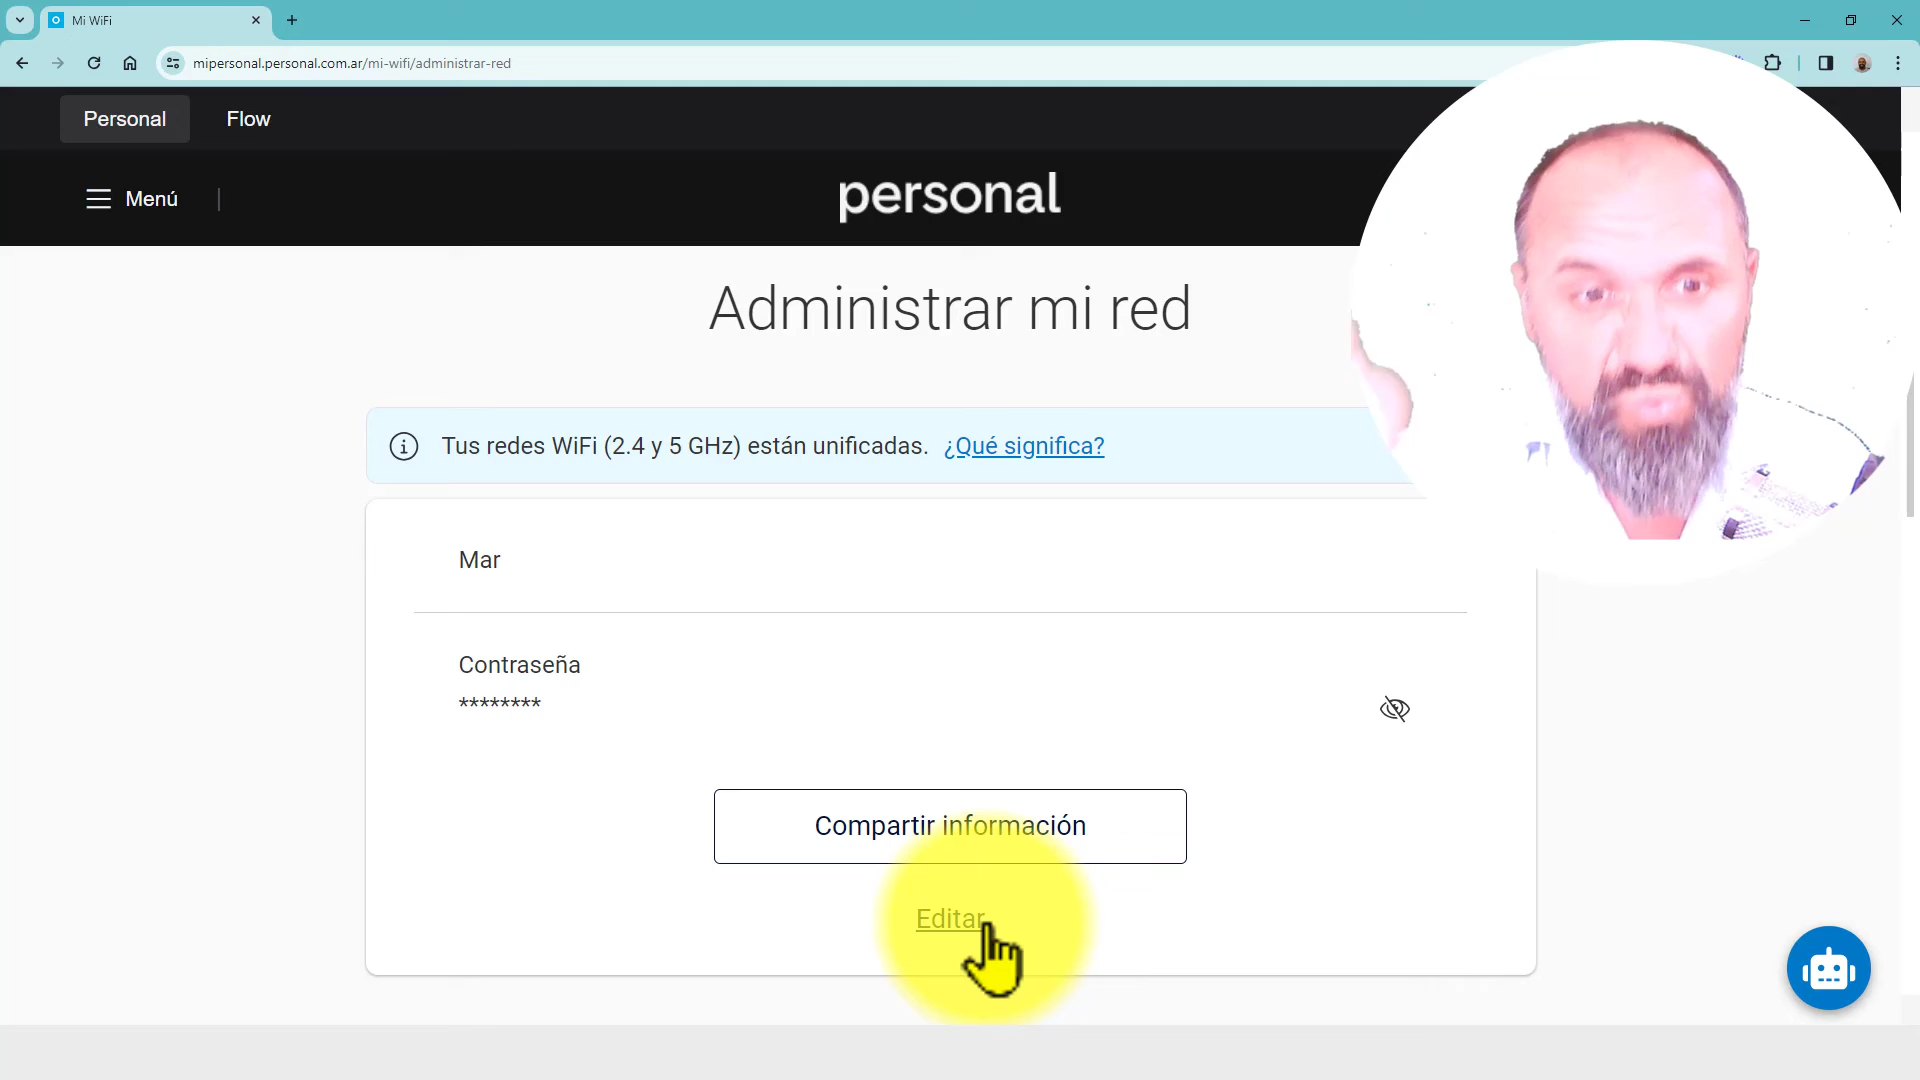 Mi WiFi
mipersonal.personal.com.ar/mi-wifi/administrar-red
Personal Flow
Menú
personal
Administrar mi red
Tus redes WiFi (2.4 y 5 GHz) están unificadas. ¿Qué significa?
Mar
Contraseña
********
Compartir información
Editar